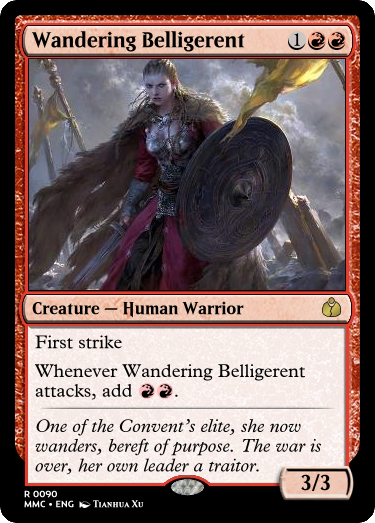 Wandering Belligerent 1
Creature — Human Warrior
First strike
Whenever Wandering Belligerent
attacks, add .
One of the Convent's elite, she now
wanders, bereft of purpose. The war is
over, her own leader a traitor.
3/3
R 0090
MMC • ENG Tianhua Xu